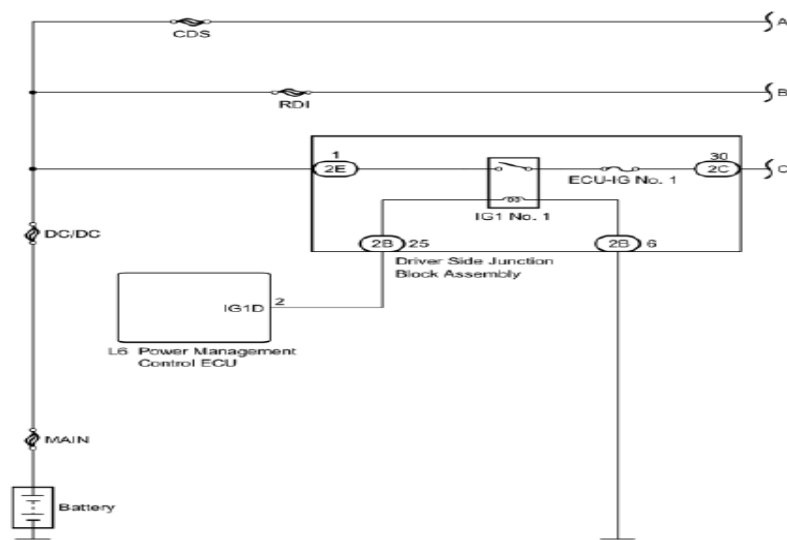 CDS
A
RDI
B
1
2E
ECU-IG No. 1
30
2C
C
IG1 No. 1
2B 25
2B 6
Driver Side Junction
Block Assembly
DC/DC
IG1D 2
L6 Power Management
Control ECU
MAIN
Battery